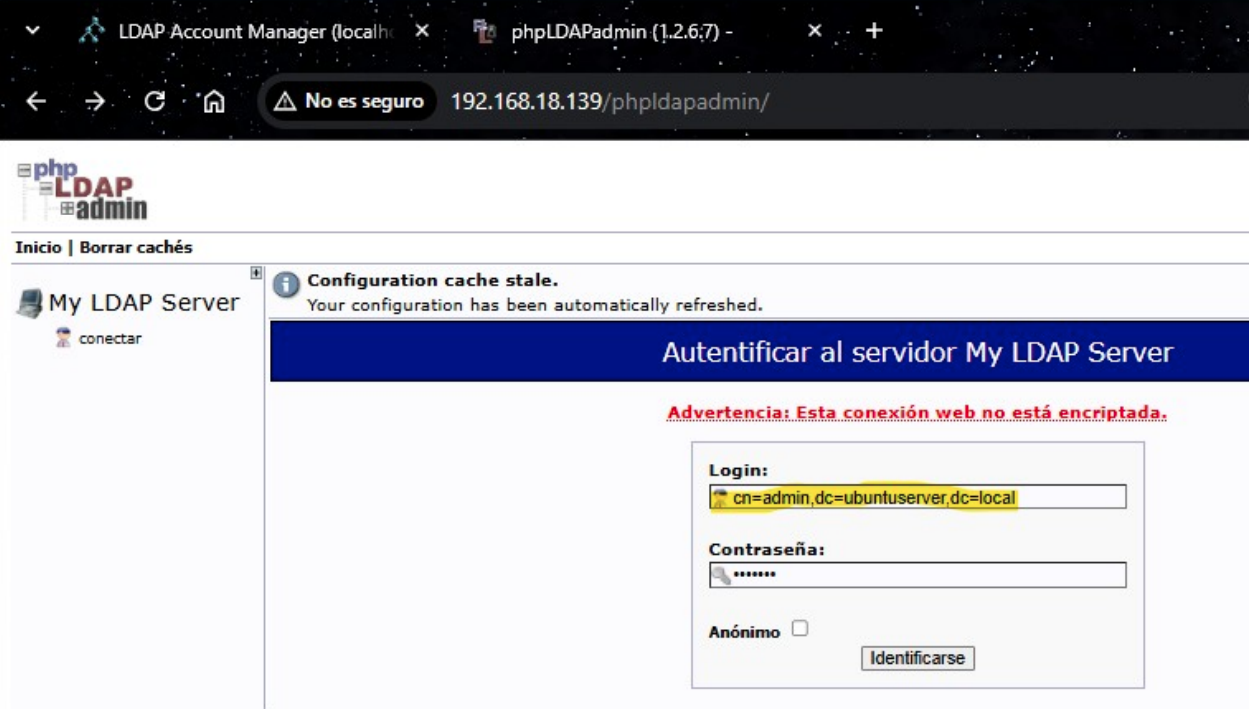 LDAP Account Manager (localh
phpLDAPadmin (1.2.6.7) -
No es seguro 192.168.18.139/phpldapadmin/
php
LDAP
admin
Inicio | Borrar cachés
My LDAP Server
conectar
Configuration cache stale.
Your configuration has been automatically refreshed.
Autentificar al servidor My LDAP Server
Advertencia: Esta conexión web no está encriptada.
Login:
cn=admin,dc=ubuntuserver,dc=local
Contraseña:
•••••••
Anónimo
Identificarse